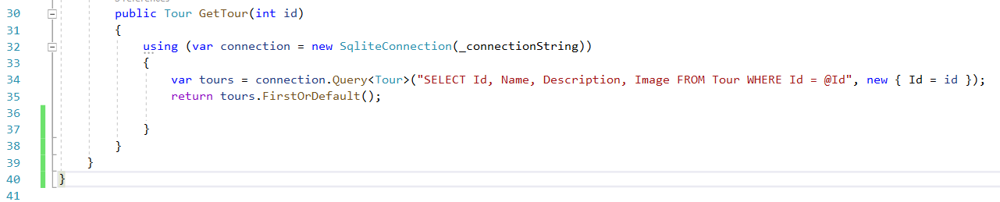 3 references
30 public Tour GetTour(int id)
31 {
32 using (var connection = new SqliteConnection(_connectionString))
33 {
34 var tours = connection.Query<Tour>("SELECT Id, Name, Description, Image FROM Tour WHERE Id = @Id", new { Id = id });
35 return tours.FirstOrDefault();
36
37 }
38 }
39 }
40 }
41